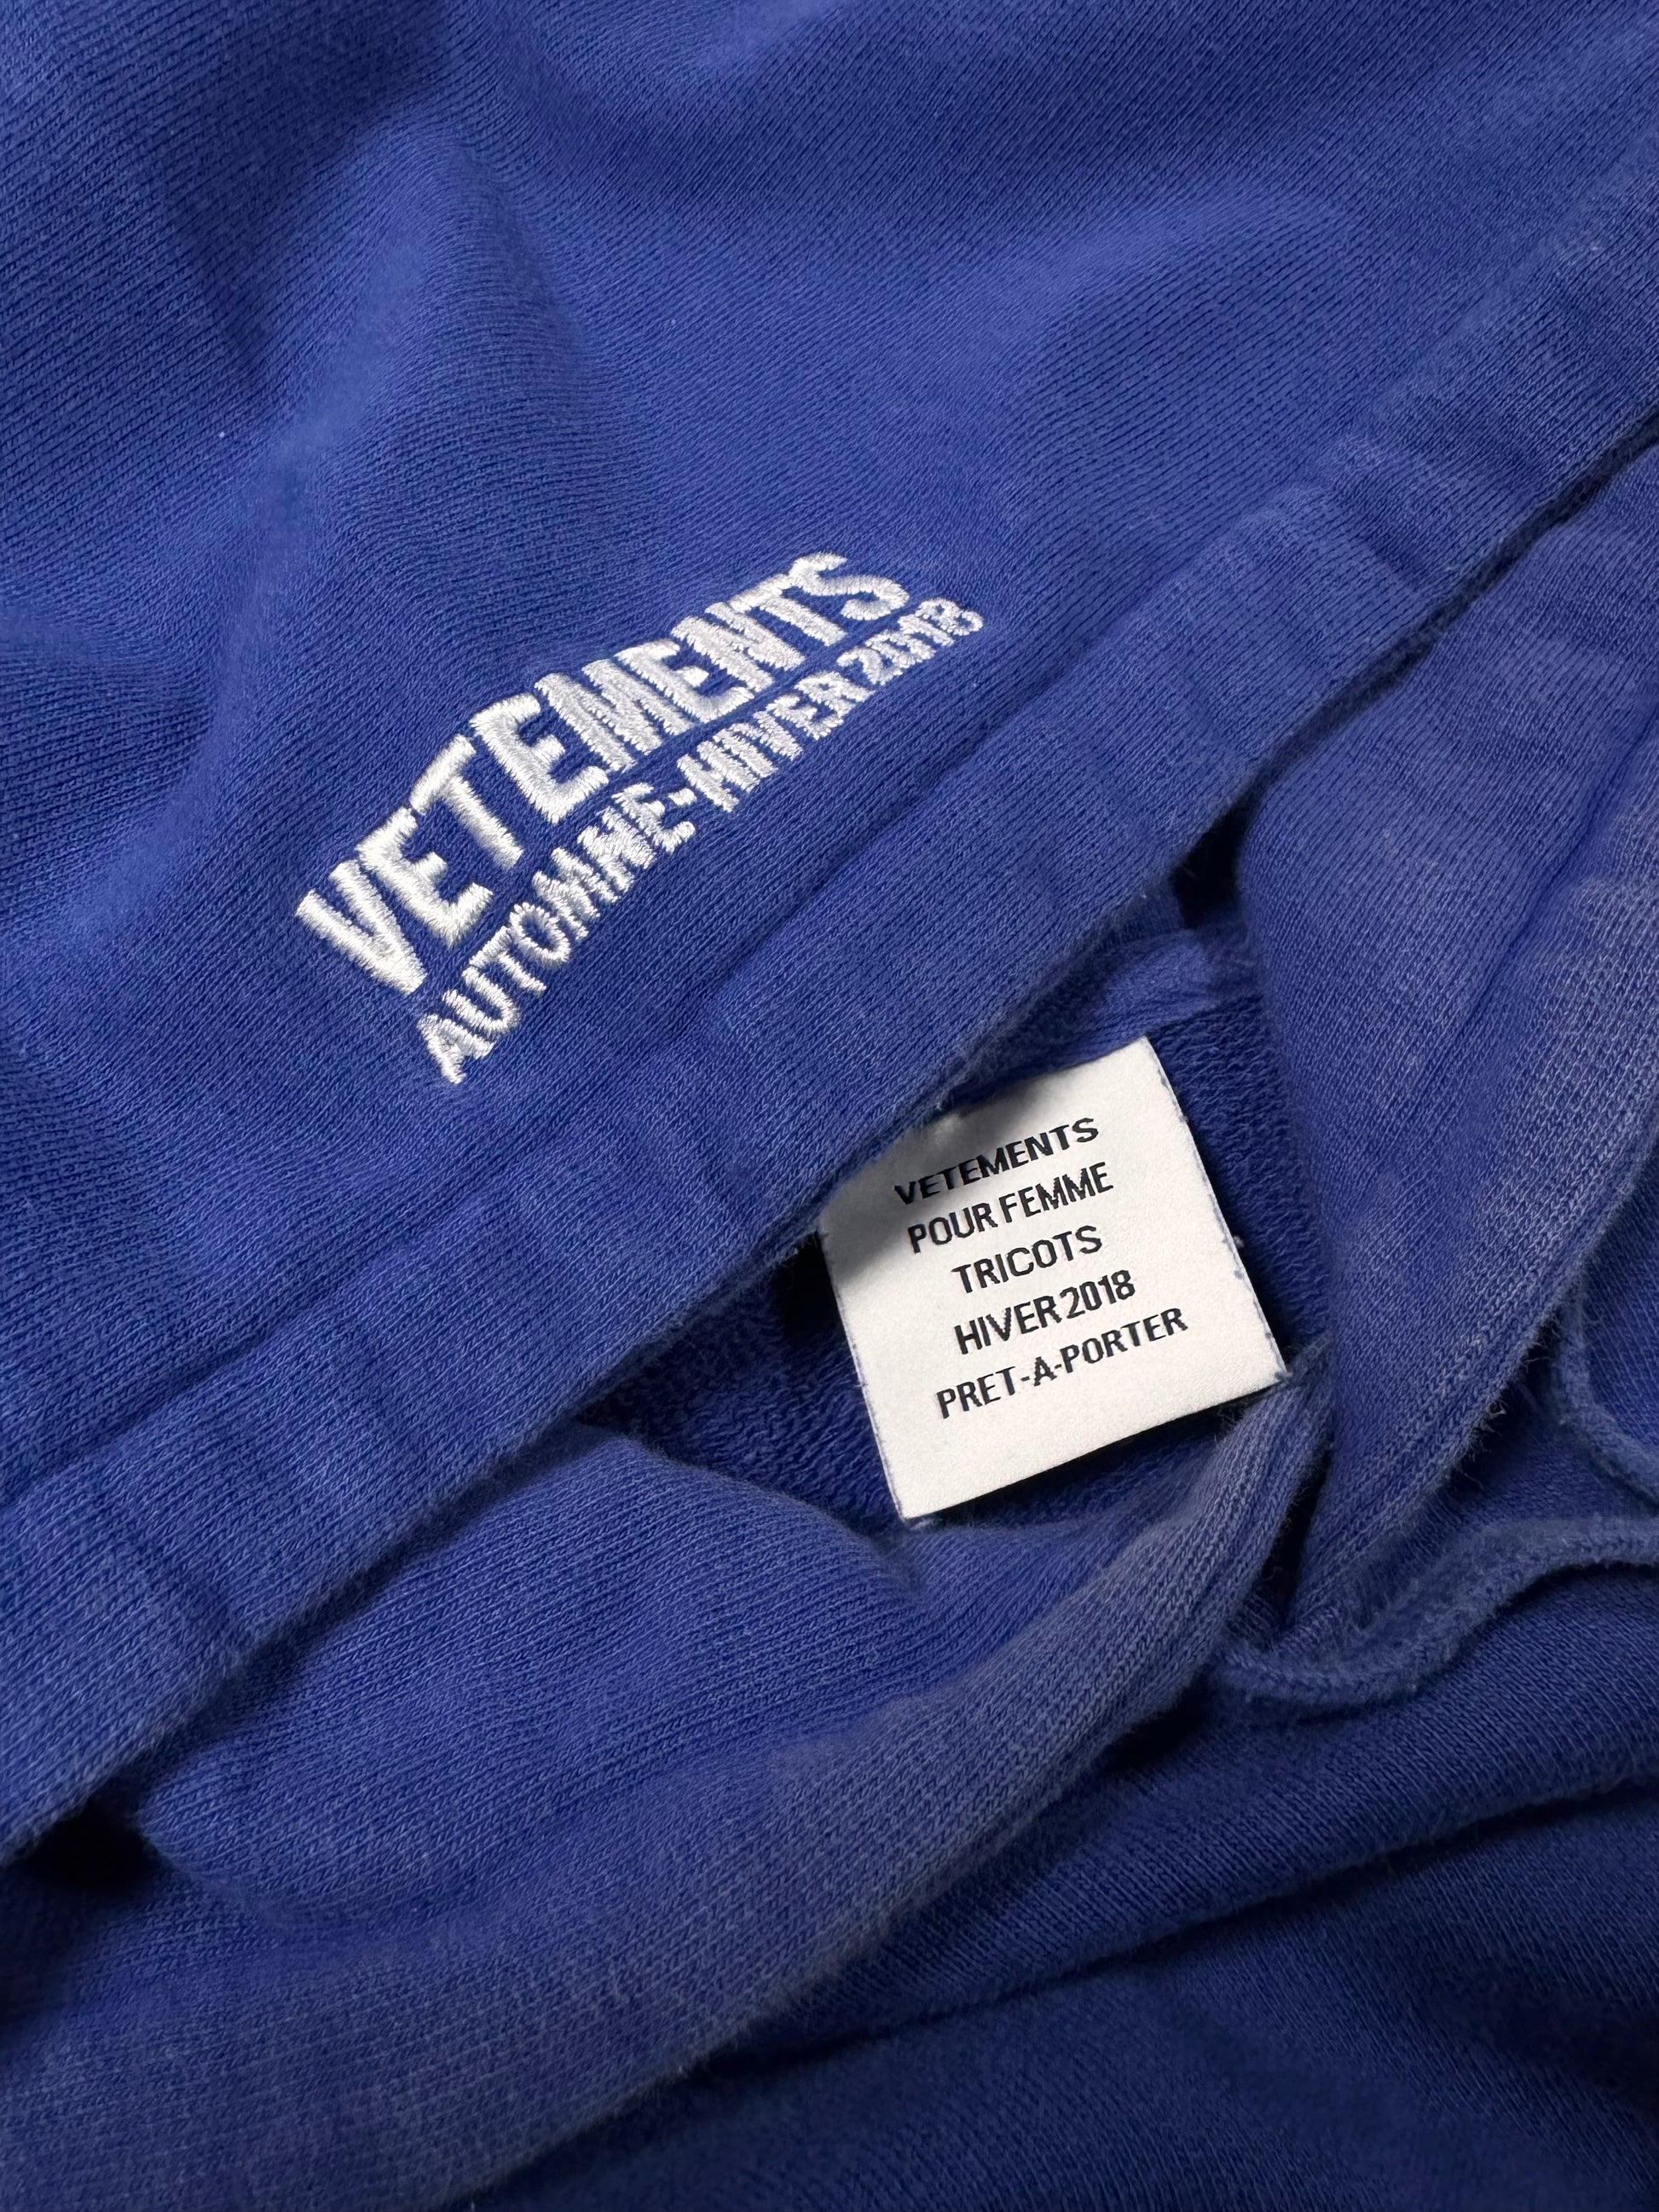 VETEMENTS
AUTOMNE-HIVER 2018
VETEMENTS
POUR FEMME
TRICOTS
HIVER 2018
PRET-A-PORTER